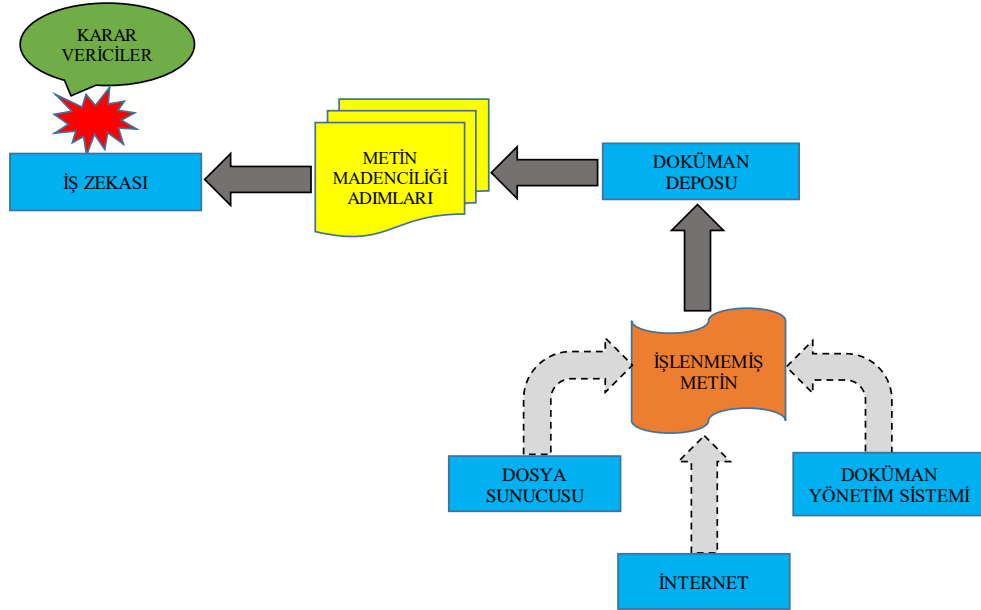 KARAR
VERİCİLER
İŞ ZEKASI
METİN
MADENCİLİĞİ
ADIMLARI
DOKÜMAN
DEPOSU
İŞLENMEMİŞ
METİN
DOSYA
SUNUCUSU
DOKÜMAN
YÖNETİM SİSTEMİ
İNTERNET